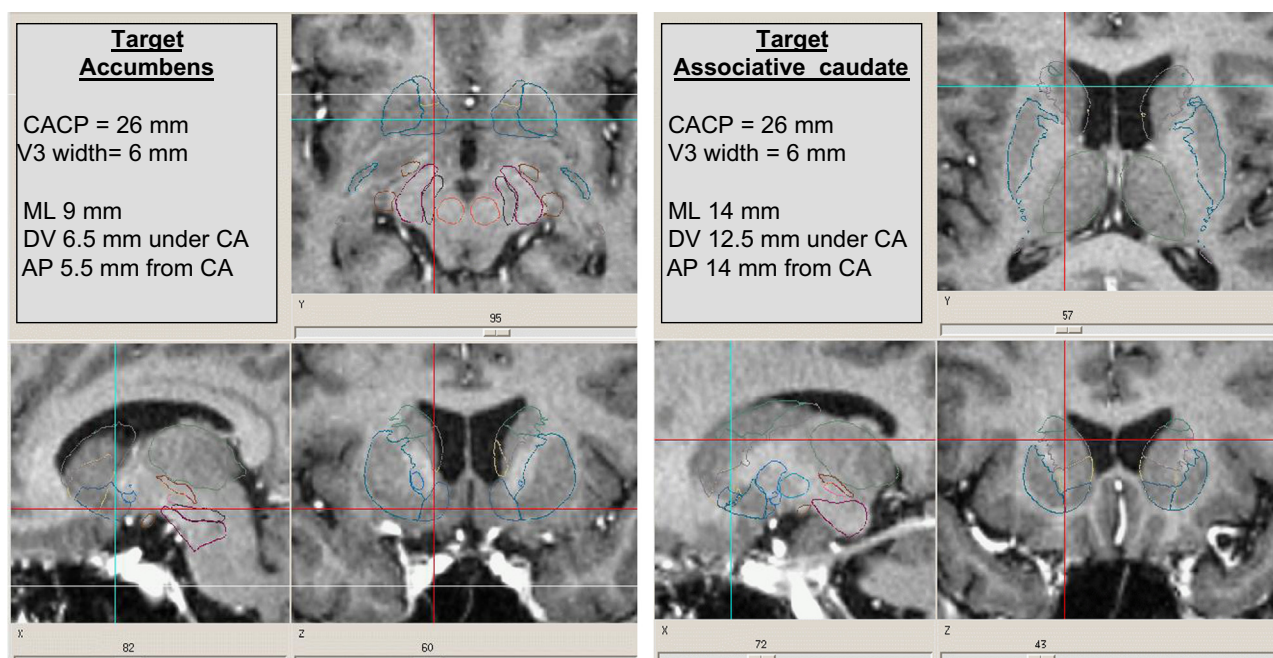 Target
Accumbens
CACP = 26 mm
V3 width= 6 mm
ML 9 mm
DV 6.5 mm under CA
AP 5.5 mm from CA
Y
95
X
82
Z
60
Target
Associative caudate
CACP = 26 mm
V3 width = 6 mm
ML 14 mm
DV 12.5 mm under CA
AP 14 mm from CA
Y
57
X
72
Z
43